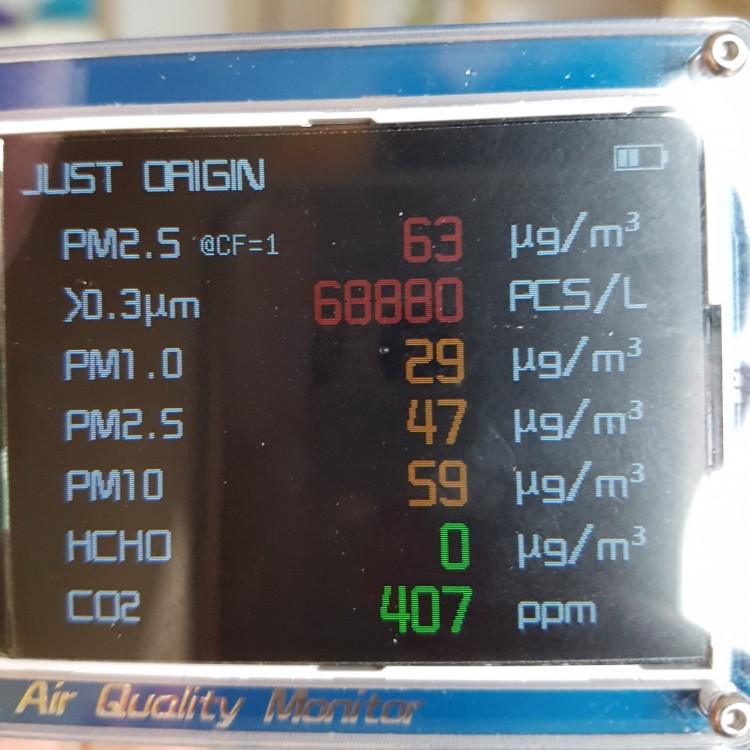 JUST ORIGIN
PM2.5 @CF=1 63 μg/m³
>0.3μm 68880 PCS/L
PM1.0 29 μg/m³
PM2.5 47 μg/m³
PM10 59 μg/m³
HCHO 0 μg/m³
CO2 407 ppm
Air Quality Monitor